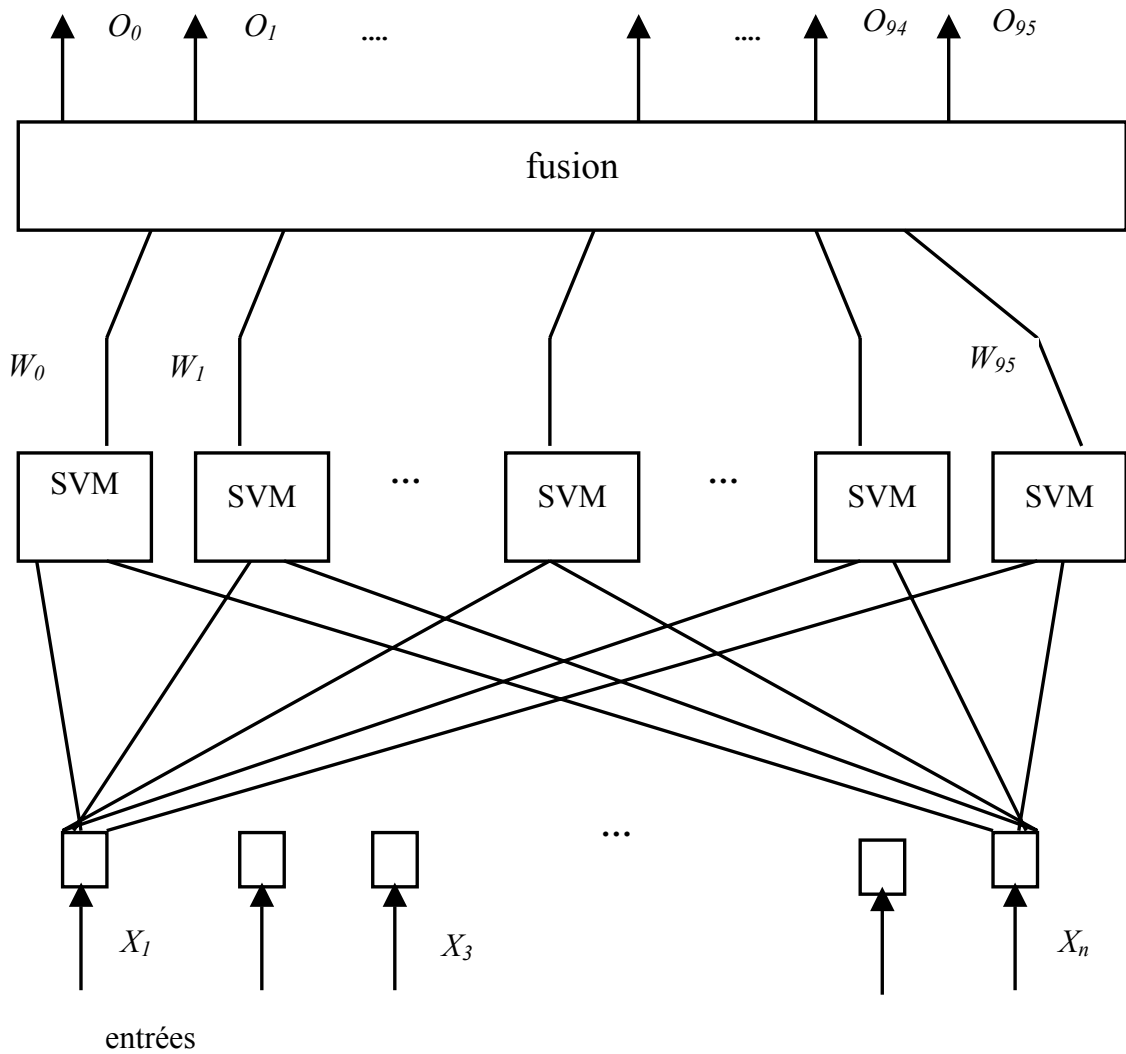 O0 O1 .... .... O94 O95
fusion
W0 W1 W95
SVM SVM ... SVM ... SVM SVM
...
X1 X3 Xn
entrées